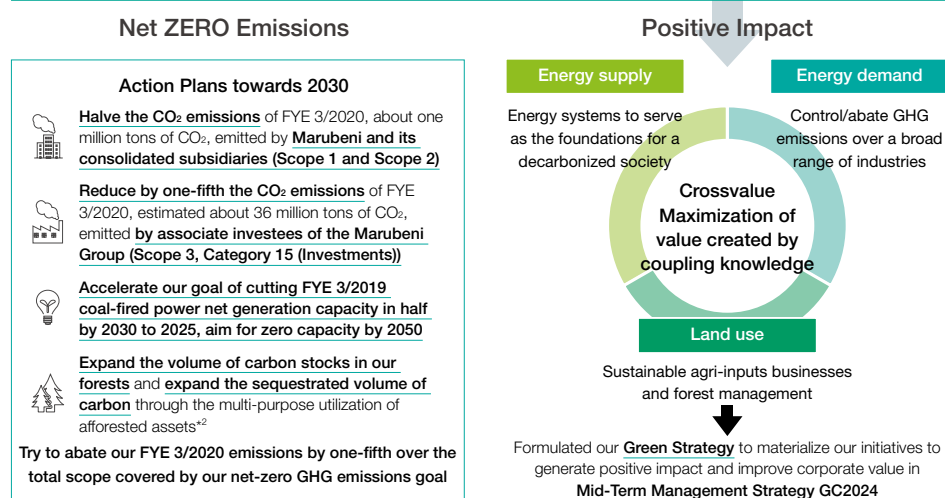 Net ZERO Emissions
Action Plans towards 2030
Halve the CO₂ emissions of FYE 3/2020, about one
million tons of CO₂, emitted by Marubeni and its
consolidated subsidiaries (Scope 1 and Scope 2)
Reduce by one-fifth the CO₂ emissions of FYE
3/2020, estimated about 36 million tons of CO₂,
emitted by associate investees of the Marubeni
Group (Scope 3, Category 15 (Investments))
Accelerate our goal of cutting FYE 3/2019
coal-fired power net generation capacity in half
by 2030 to 2025, aim for zero capacity by 2050
Expand the volume of carbon stocks in our
forests and expand the sequestrated volume of
carbon through the multi-purpose utilization of
afforested assets*2
Try to abate our FYE 3/2020 emissions by one-fifth over the
total scope covered by our net-zero GHG emissions goal
Positive Impact
Energy supply
Energy systems to serve
as the foundations for a
decarbonized society
Energy demand
Control/abate GHG
emissions over a broad
range of industries
Crossvalue
Maximization of
value created by
coupling knowledge
Land use
Sustainable agri-inputs businesses
and forest management
Formulated our Green Strategy to materialize our initiatives to
generate positive impact and improve corporate value in
Mid-Term Management Strategy GC2024